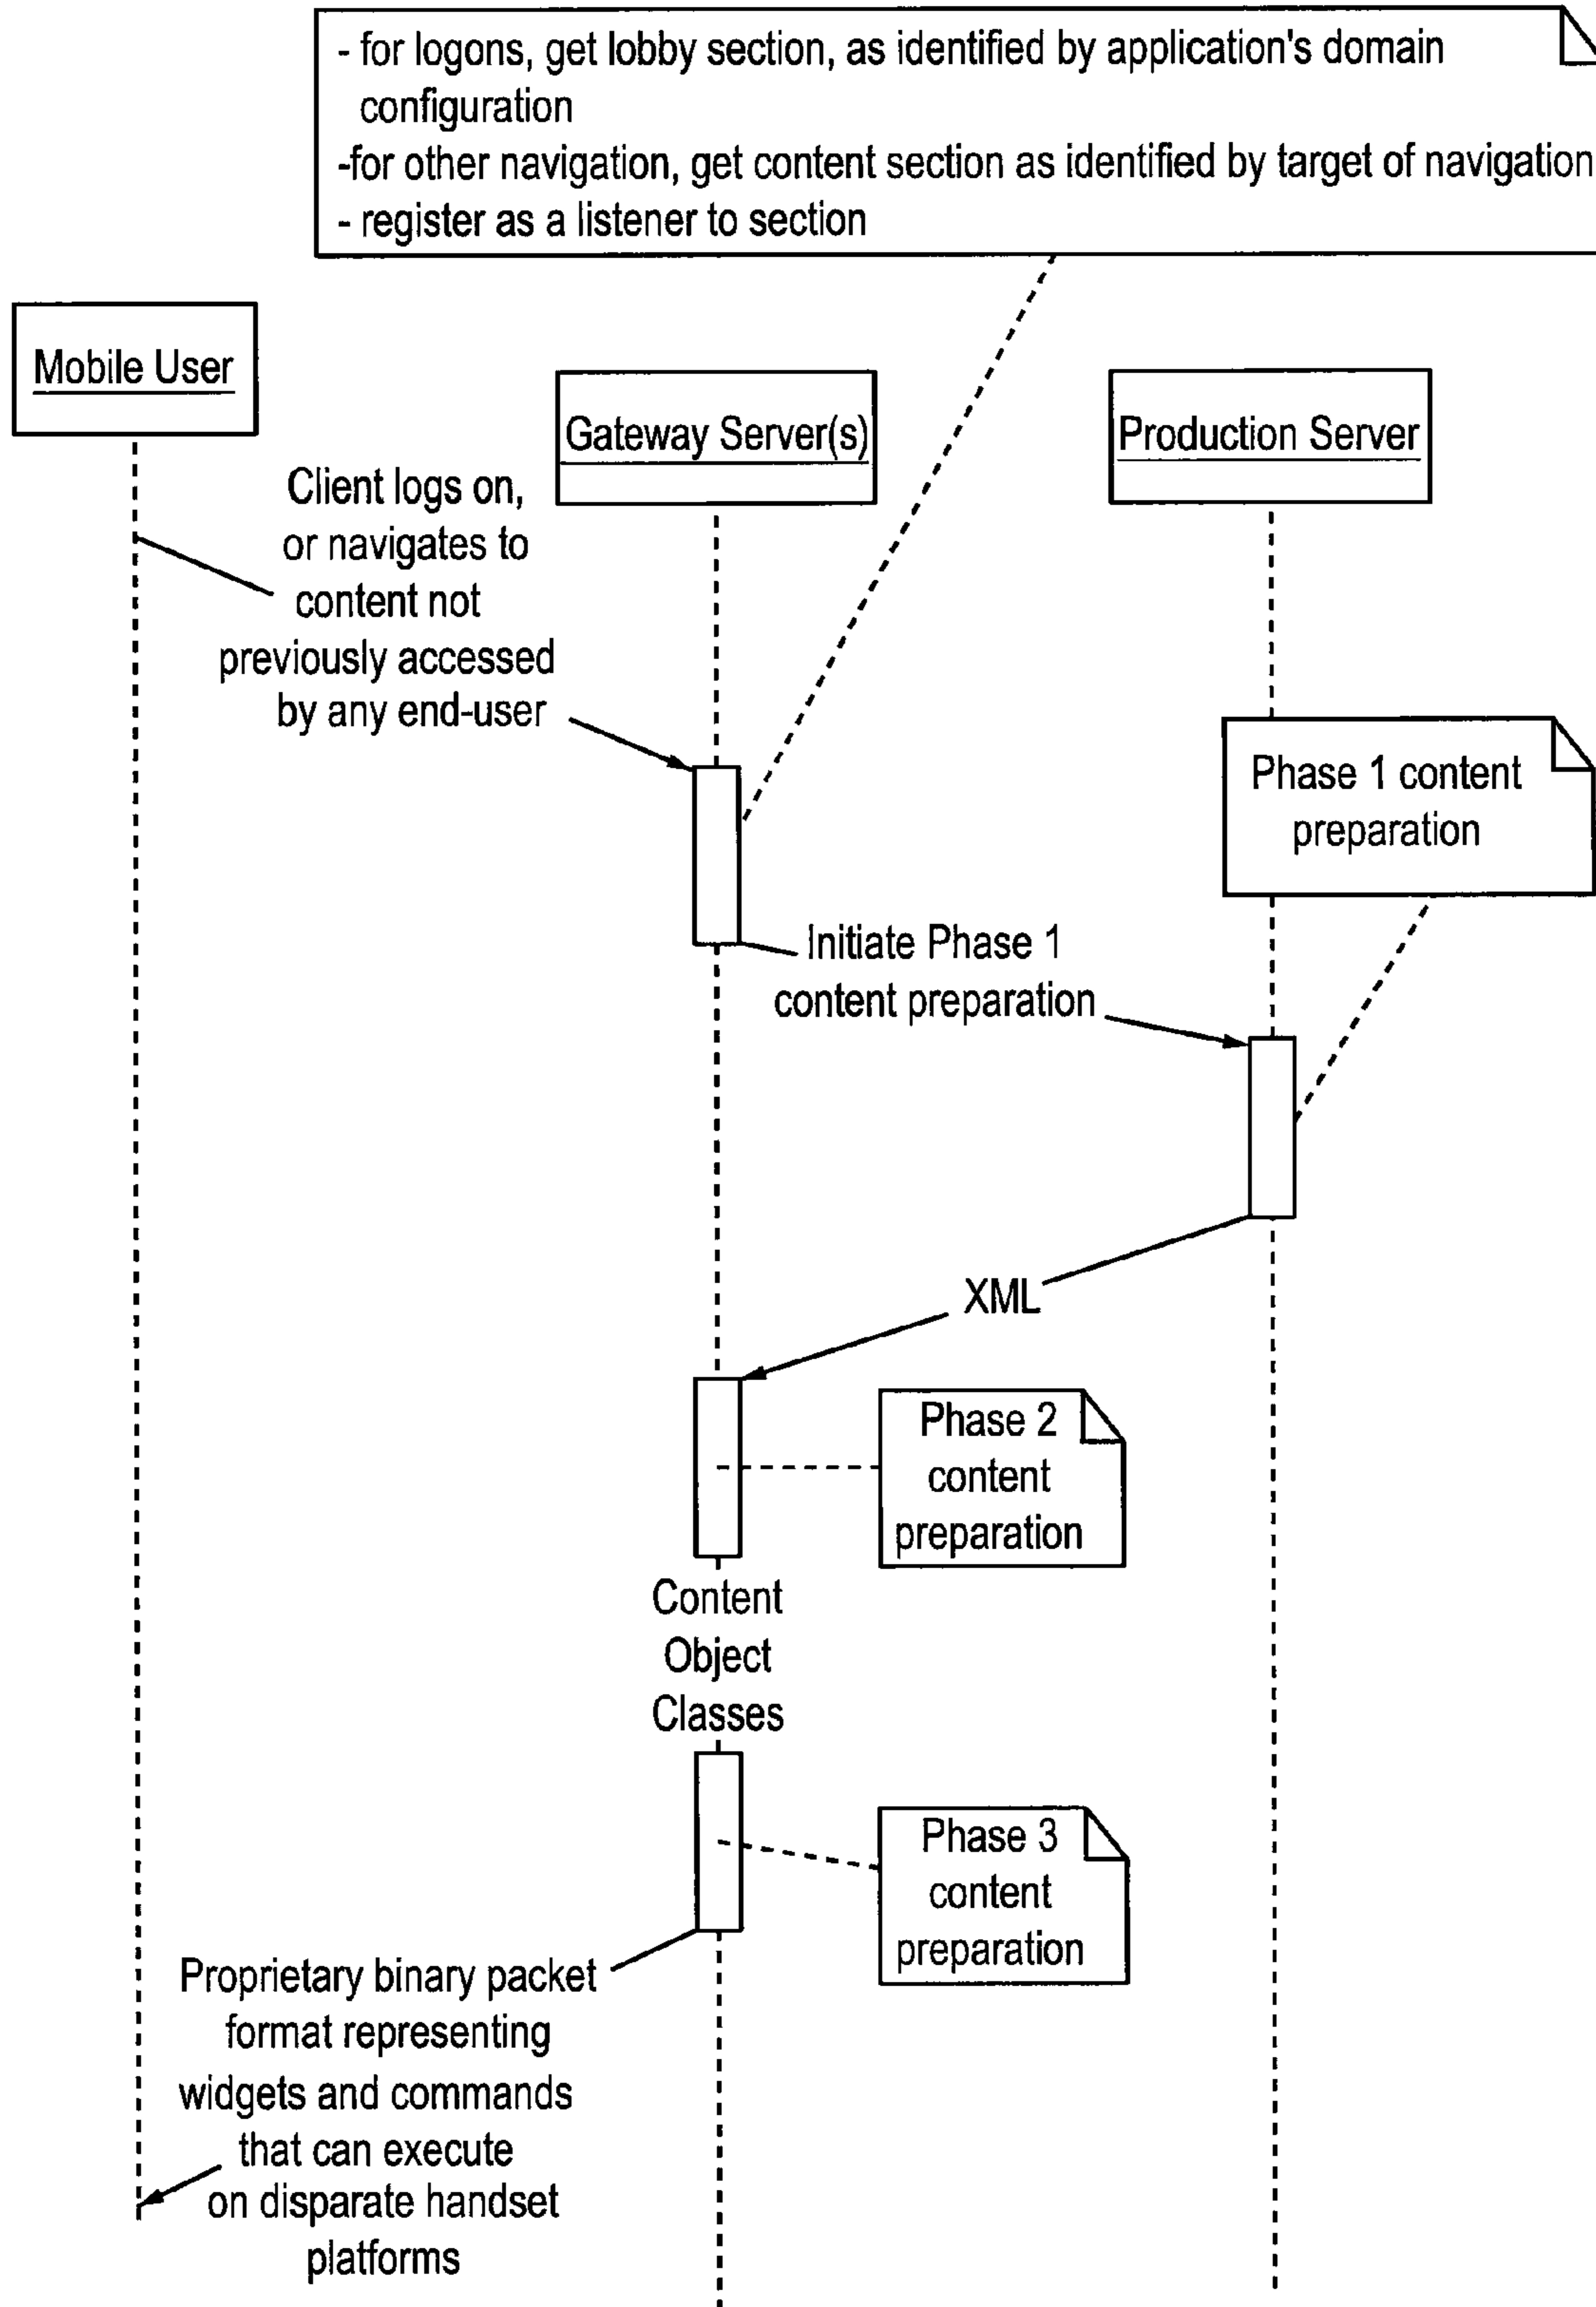 - for logons, get lobby section, as identified by application's domain
configuration
-for other navigation, get content section as identified by target of navigation
- register as a listener to section
Mobile User
Gateway Server(s)
Production Server
Client logs on,
or navigates to
content not
previously accessed
by any end-user
Phase 1 content
preparation
Initiate Phase 1
content preparation
XML
Phase 2
content
preparation
Content
Object
Classes
Phase 3
content
preparation
Proprietary binary packet
format representing
widgets and commands
that can execute
on disparate handset
platforms